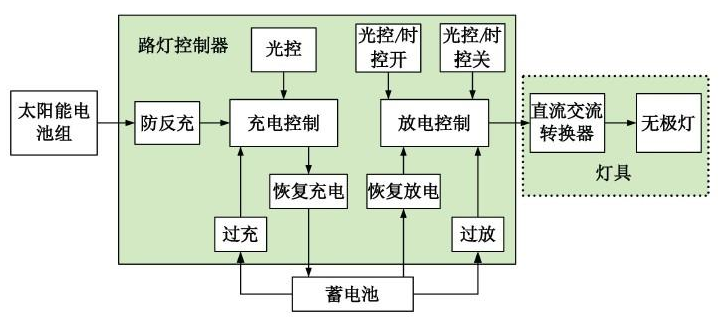 路灯控制器
光控
光控/时
控开
光控/时
控关
太阳能电
池组
防反充
充电控制
放电控制
直流交流
转换器
无极灯
灯具
恢复充电
恢复放电
过充
过放
蓄电池